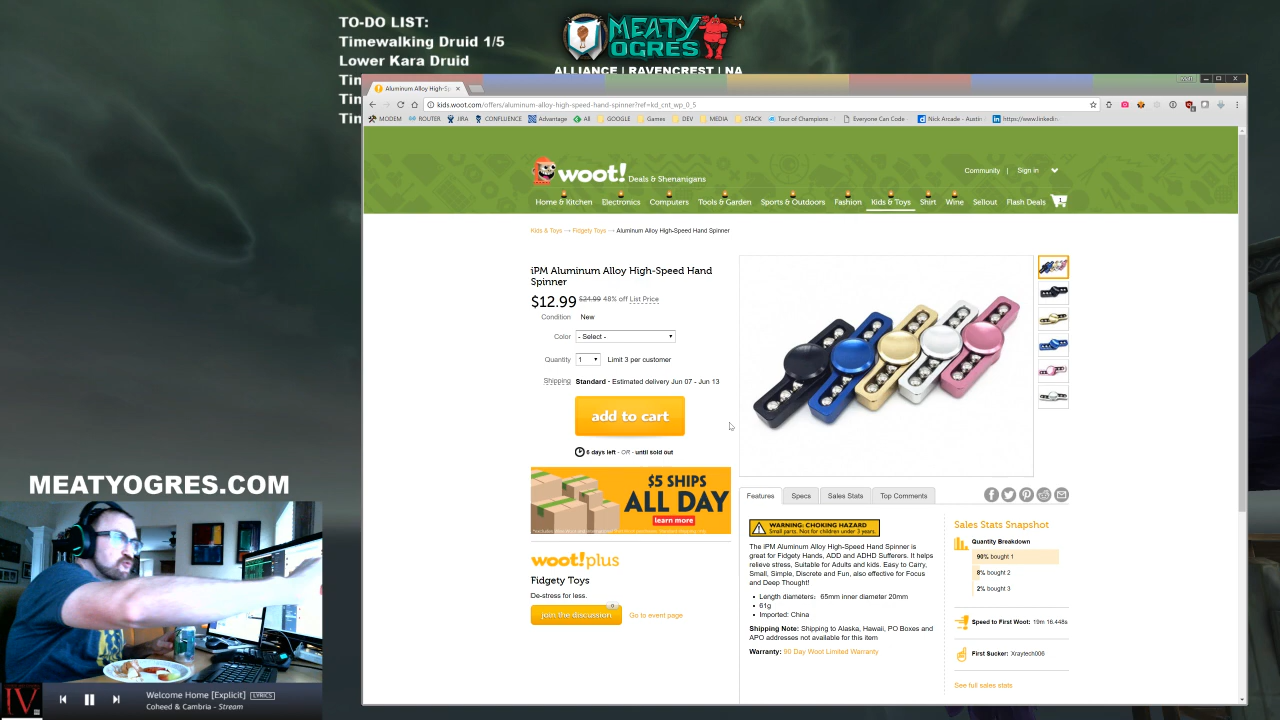 TO-DO LIST:
Timewalking Druid 1/5
Lower Kara Druid
MEATY
OGRES
ALLIANCE | RAVENCREST | NA
Aluminum Alloy High-Sp
kids.woot.com/offers/aluminum-alloy-high-speed-hand-spinner?ref=kd_cnt_wp_0_5
MODEM ROUTER JIRA CONFLUENCE Advantage All GOOGLE Games DEV MEDIA STACK Tour of Champions - Everyone Can Code - Nick Arcade - Austin https://www.linkedin
woot! Deals & Shenanigans
Community | Sign in
Home & Kitchen Electronics Computers Tools & Garden Sports & Outdoors Fashion Kids & Toys Shirt Wine Sellout Flash Deals 1
Kids & Toys → Fidgety Toys → Aluminum Alloy High-Speed Hand Spinner
iPM Aluminum Alloy High-Speed Hand
Spinner
$12.99 $24.99 48% off List Price
Condition New
Color - Select -
Quantity 1 Limit 3 per customer
Shipping Standard - Estimated delivery Jun 07 - Jun 13
add to cart
6 days left - OR - until sold out
$5 SHIPS
ALL DAY
learn more
woot!plus
Fidgety Toys
De-stress for less.
join the discussion 0 Go to event page
Features Specs Sales Stats Top Comments
WARNING: CHOKING HAZARD
Small parts. Not for children under 3 years.
The iPM Aluminum Alloy High-Speed Hand Spinner is
great for Fidgety Hands, ADD and ADHD Sufferers. It helps
relieve stress, Suitable for Adults and kids. Easy to Carry,
Small, Simple, Discrete and Fun, also effective for Focus
and Deep Thought!
• Length diameters： 65mm inner diameter 20mm
• 61g
• Imported: China
Shipping Note: Shipping to Alaska, Hawaii, PO Boxes and
APO addresses not available for this item
Warranty: 90 Day Woot Limited Warranty
Sales Stats Snapshot
Quantity Breakdown
90% bought 1
8% bought 2
2% bought 3
Speed to First Woot: 19m 16.448s
First Sucker: Xraytech006
See full sales stats
MEATYOGRES.COM
Welcome Home [Explicit] LYRICS
Coheed & Cambria - Stream